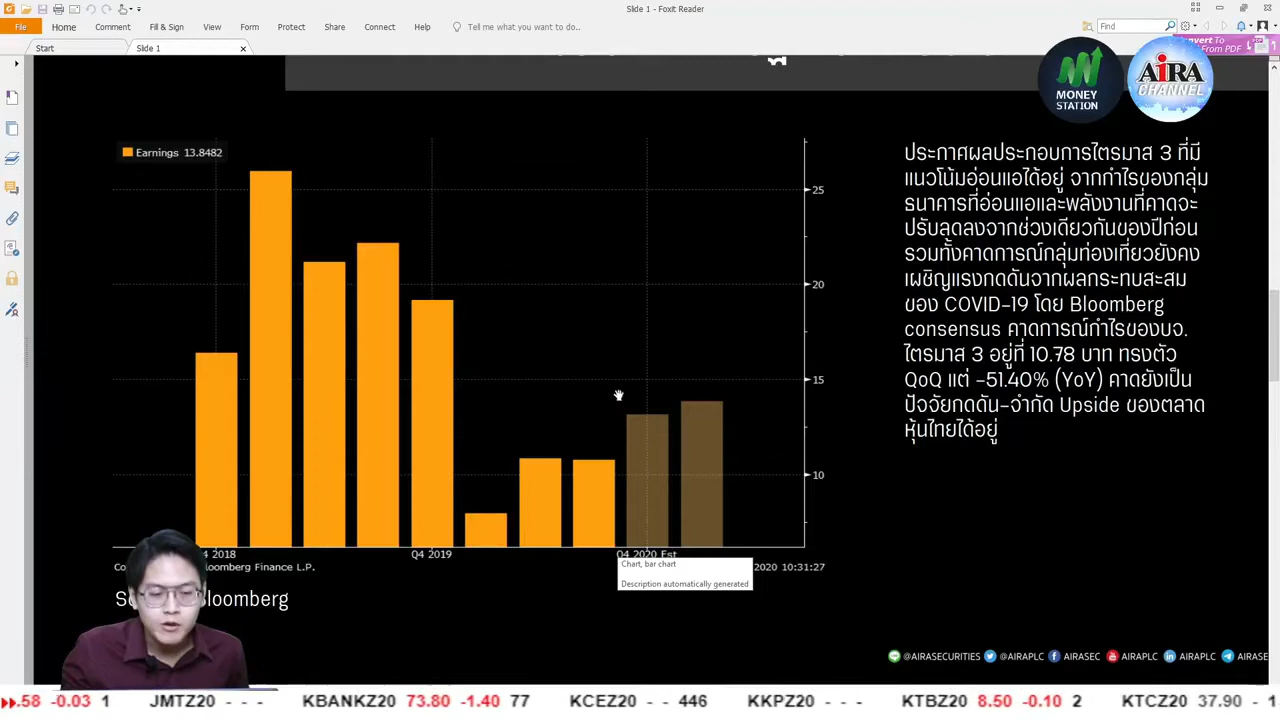 Slide 1 - Foxit Reader
File Home Comment Fill & Sign View Form Protect Share Connect Help Tell me what you want to do... Find
Start Slide 1
From PDF
MONEY
STATION
AiRA
CHANNEL
Earnings 13.8482
25
20
15
10
2018 Q4 2019 Q4 2020 Est
loomberg Finance L.P. 2020 10:31:27
Chart, bar chart
Description automatically generated
loomberg
ประกาศผลประกอบการไตรมาส 3 ที่มี
แนวโน้มอ่อนแอได้อยู่ จากกำไรของกลุ่ม
ธนาคารที่อ่อนแอและพลังงานที่คาดจะ
ปรับลดลงจากช่วงเดียวกันของปีก่อน
รวมทั้งคาดการณ์กลุ่มท่องเที่ยวยังคง
เผชิญแรงกดดันจากผลกระทบสะสม
ของ COVID-19 โดย Bloomberg
consensus คาดการณ์กำไรของบจ.
ไตรมาส 3 อยู่ที่ 10.78 บาท ทรงตัว
QoQ แต่ -51.40% (YoY) คาดยังเป็น
ปัจจัยกดดัน-จำกัด Upside ของตลาด
หุ้นไทยได้อยู่
@AIRASECURITIES @AIRAPLC AIRASEC AIRAPLC AIRAPLC AIRASE
.58 -0.03 1 JMTZ20 - - - KBANKZ20 73.80 -1.40 77 KCEZ20 - - 446 KKPZ20 - - - KTBZ20 8.50 -0.10 2 KTCZ20 37.90 - 1